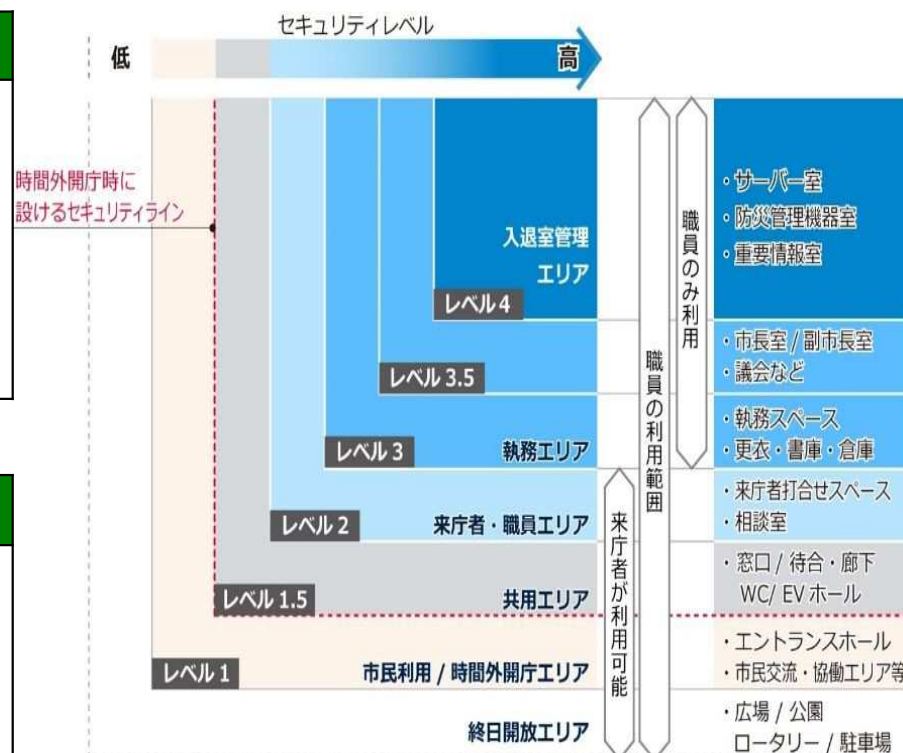 セキュリティレベル
低
高
時間外開庁時に
設けるセキュリティライン
入退室管理
エリア
レベル4
・サーバー室
・防災管理機器室
・重要情報室
職員のみ利用
レベル 3.5
・市長室 / 副市長室
・議会など
職員の利用範囲
レベル 3
執務エリア
・執務スペース
・更衣・書庫・倉庫
レベル 2
来庁者・職員エリア
・来庁者打合せスペース
・相談室
来庁者が利用可能
レベル 1.5
共用エリア
・窓口 / 待合・廊下
WC/ EV ホール
レベル 1
市民利用 / 時間外開庁エリア
・エントランスホール
・市民交流・協働エリア等
終日開放エリア
・広場 / 公園
ロータリー / 駐車場